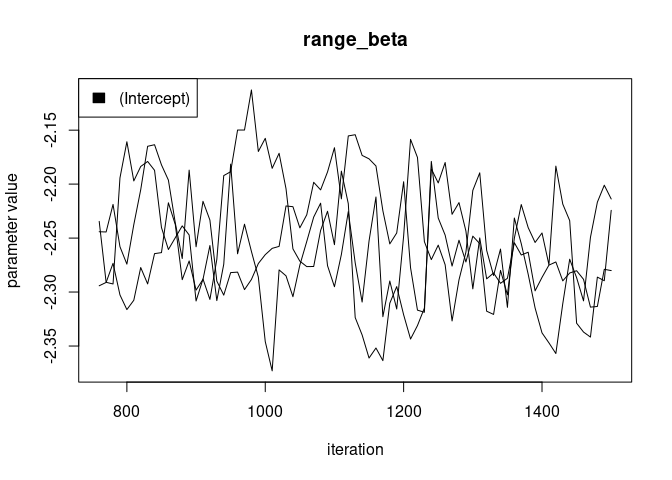 range_beta
(Intercept)
-2.15
-2.20
-2.25
-2.30
-2.35
parameter value
800 1000 1200 1400
iteration